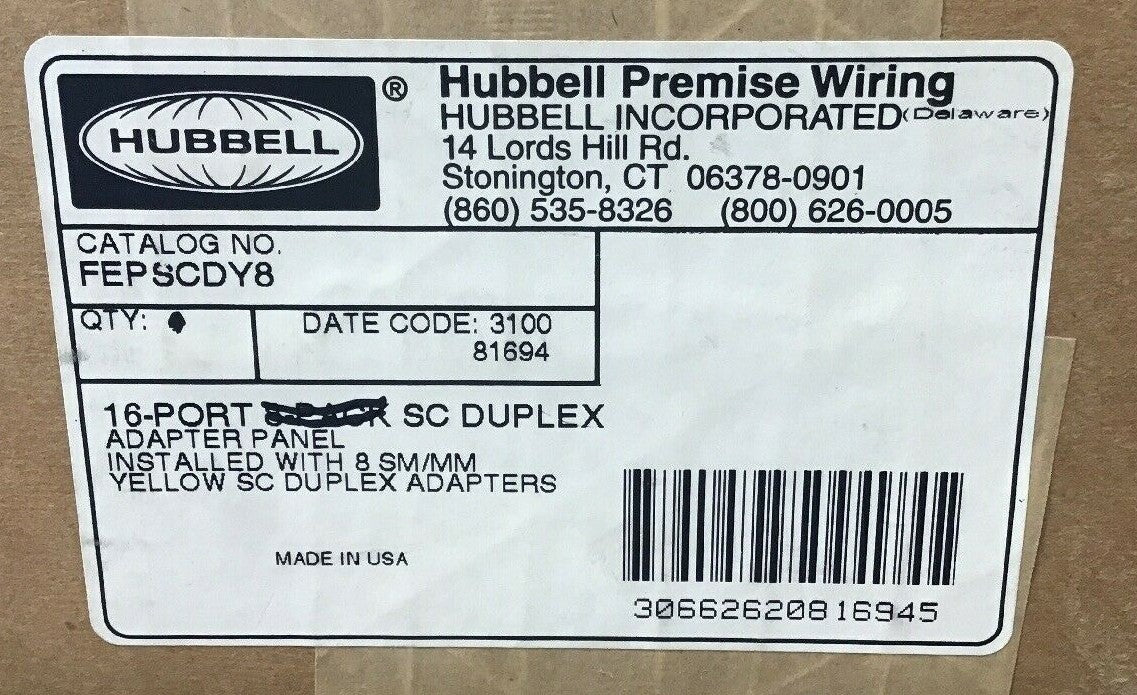 HUBBELL
®
Hubbell Premise Wiring
HUBBELL INCORPORATED (Delaware)
14 Lords Hill Rd.
Stonington, CT 06378-0901
(860) 535-8326 (800) 626-0005
CATALOG NO.
FEPSCDY8
QTY:
DATE CODE: 3100
81694
16-PORT SC DUPLEX
ADAPTER PANEL
INSTALLED WITH 8 SM/MM
YELLOW SC DUPLEX ADAPTERS
MADE IN USA
30662620816945